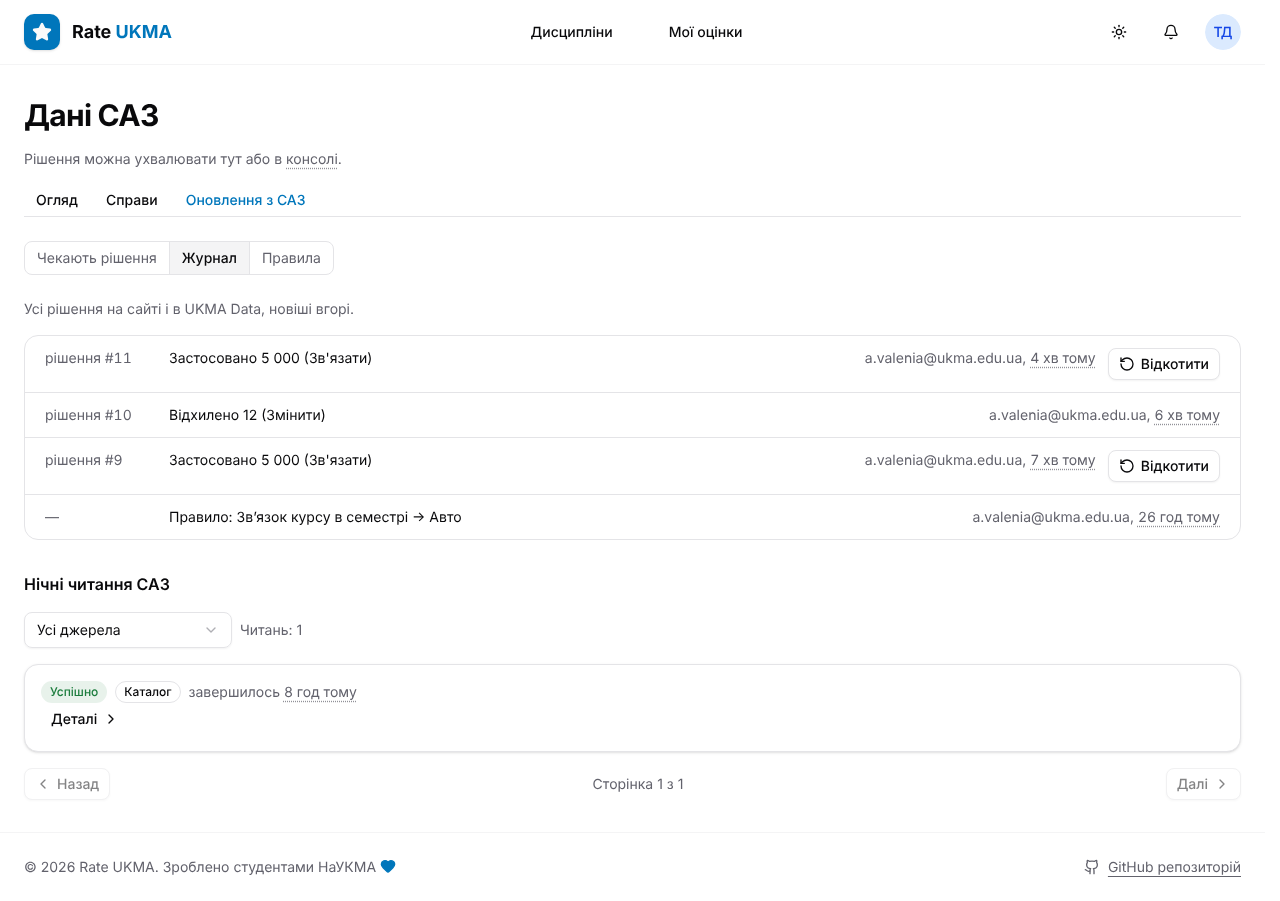 Rate UKMA
Дисципліни
Мої оцінки
ТД
Дані САЗ
Рішення можна ухвалювати тут або в консолі.
Огляд
Справи
Оновлення з САЗ
Чекають рішення
Журнал
Правила
Усі рішення на сайті і в UKMA Data, новіші вгорі.
рішення #11 Застосовано 5 000 (Зв'язати) a.valenia@ukma.edu.ua, 4 хв тому Відкотити
рішення #10 Відхилено 12 (Змінити) a.valenia@ukma.edu.ua, 6 хв тому
рішення #9 Застосовано 5 000 (Зв'язати) a.valenia@ukma.edu.ua, 7 хв тому Відкотити
— Правило: Зв’язок курсу в семестрі → Авто a.valenia@ukma.edu.ua, 26 год тому
Нічні читання САЗ
Усі джерела
Читань: 1
Успішно Каталог завершилось 8 год тому
Деталі
Назад
Сторінка 1 з 1
Далі
© 2026 Rate UKMA. Зроблено студентами НаУКМА 💙
GitHub репозиторій